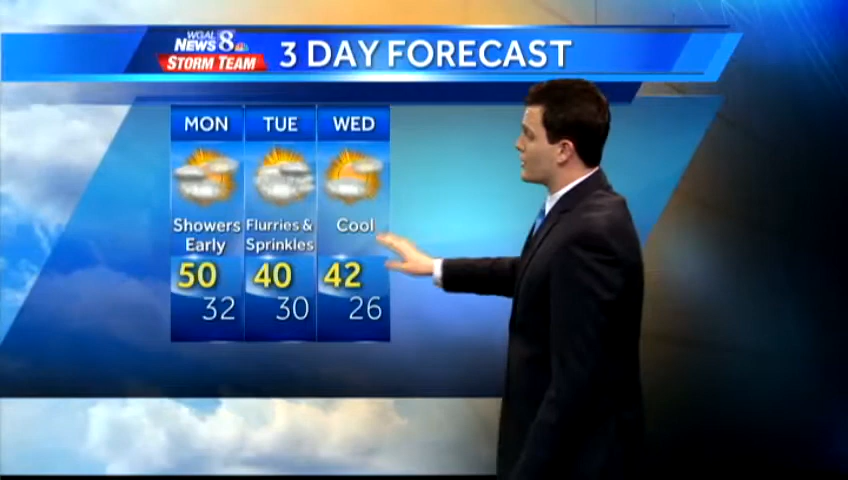 WGAL
NEWS 8
STORM TEAM
3 DAY FORECAST
MON TUE WED
Showers Early
Flurries & Sprinkles
Cool
50 40 42
32 30 26